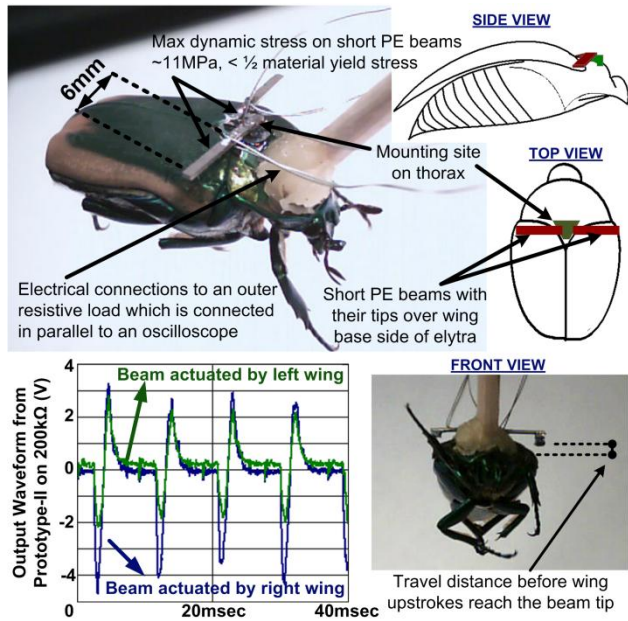 Max dynamic stress on short PE beams
~11MPa, < ½ material yield stress
6mm
SIDE VIEW
Mounting site
on thorax
TOP VIEW
Electrical connections to an outer
resistive load which is connected
in parallel to an oscilloscope
Short PE beams with
their tips over wing
base side of elytra
Output Waveform from
Prototype-II on 200kΩ (V)
4
2
0
-2
-4
Beam actuated by left wing
Beam actuated by right wing
0
20msec
40msec
FRONT VIEW
Travel distance before wing
upstrokes reach the beam tip